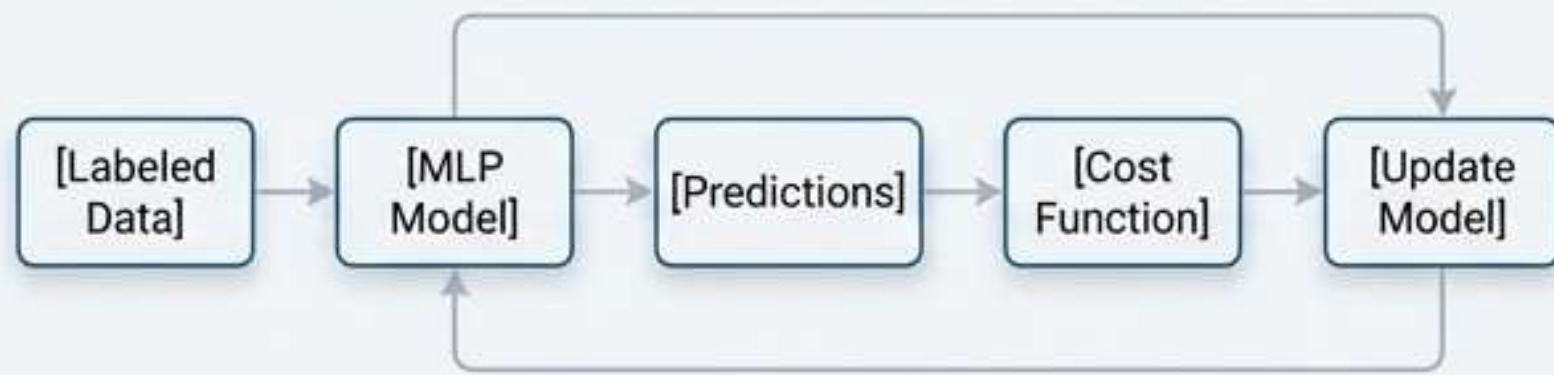 [Labeled
Data]
[MLP
Model]
[Predictions]
[Cost
Function]
[Update
Model]